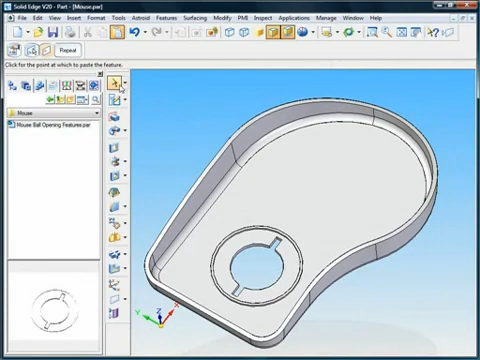 Solid Edge V20 - Part - [Mouse.par]
File Edit View Insert Format Tools Astroid Features Surfacing Modify PMI Inspect Applications Window Help
Repeat
Click for the point at which to paste the feature.
Mouse
Mouse Ball Opening Features.par
Y Z X